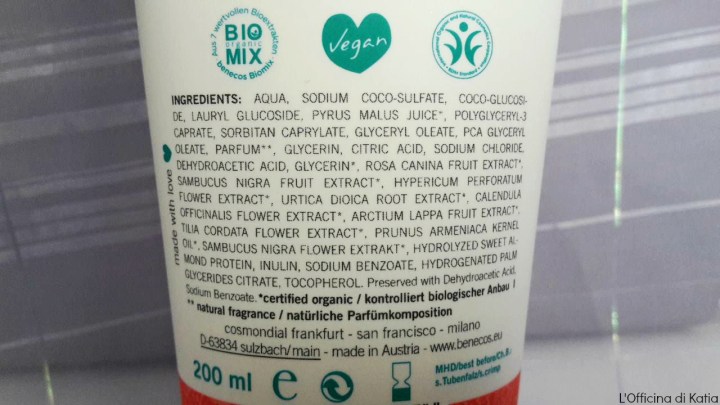 Aus 7 wertvollen Bioextrakten
BIO
organic
MIX
benecos Biomix
Vegan
INGREDIENTS: AQUA, SODIUM COCO-SULFATE, COCO-GLUCOSI-
DE, LAURYL GLUCOSIDE, PYRUS MALUS JUICE*, POLYGLYCERYL-3
CAPRATE, SORBITAN CAPRYLATE, GLYCERYL OLEATE, PCA GLYCERYL
OLEATE, PARFUM**, GLYCERIN, CITRIC ACID, SODIUM CHLORIDE,
DEHYDROACETIC ACID, GLYCERIN*, ROSA CANINA FRUIT EXTRACT*,
SAMBUCUS NIGRA FRUIT EXTRACT*, HYPERICUM PERFORATUM
FLOWER EXTRACT*, URTICA DIOICA ROOT EXTRACT*, CALENDULA
OFFICINALIS FLOWER EXTRACT*, ARCTIUM LAPPA FRUIT EXTRACT*,
TILIA CORDATA FLOWER EXTRACT*, PRUNUS ARMENIACA KERNEL
OIL*, SAMBUCUS NIGRA FLOWER EXTRAKT*, HYDROLYZED SWEET AL-
MOND PROTEIN, INULIN, SODIUM BENZOATE, HYDROGENATED PALM
GLYCERIDES CITRATE, TOCOPHEROL. Preserved with Dehydroacetic Acid,
Sodium Benzoate. *certified organic / kontrolliert biologischer Anbau |
** natural fragrance / natürliche Parfümkomposition
made with love
cosmondial frankfurt - san francisco - milano
D-63834 sulzbach/main - made in Austria - www.benecos.eu
200 ml e
MHD/best before/Ch.B.:
s.Tubenfalz/s.crimp
L'Officina di Katia